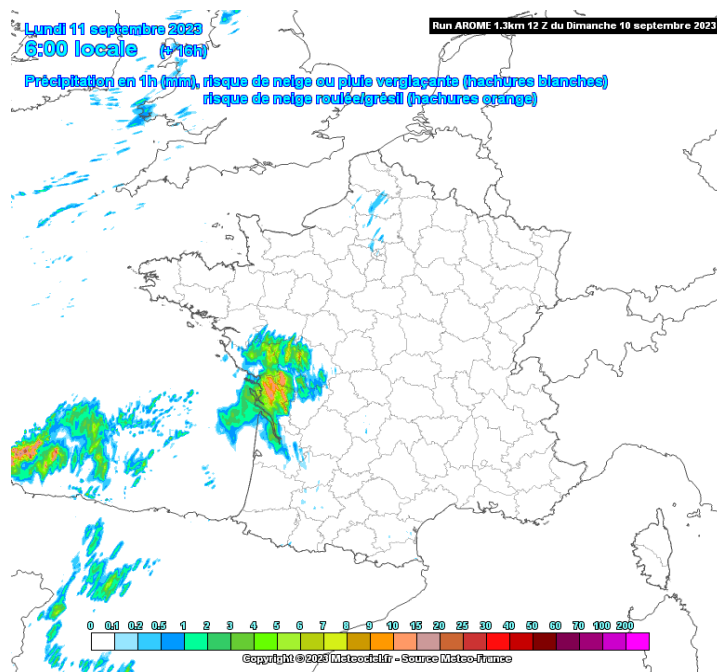 Lundi 11 septembre 2023
Run AROME 1.3km 12 Z du Dimanche 10 septembre 2023
6:00 locale (+ 16h)
Précipitation en 1h (mm), risque de neige ou pluie verglaçante (hachures blanches)
risque de neige roulée/grésil (hachures orange)
0 0.1 0.2 0.5 1 2 3 4 5 6 7 8 9 10 15 20 25 30 40 50 60 70 80 100 200
Copyright © 2023 Meteociel.fr - Source Meteo-France